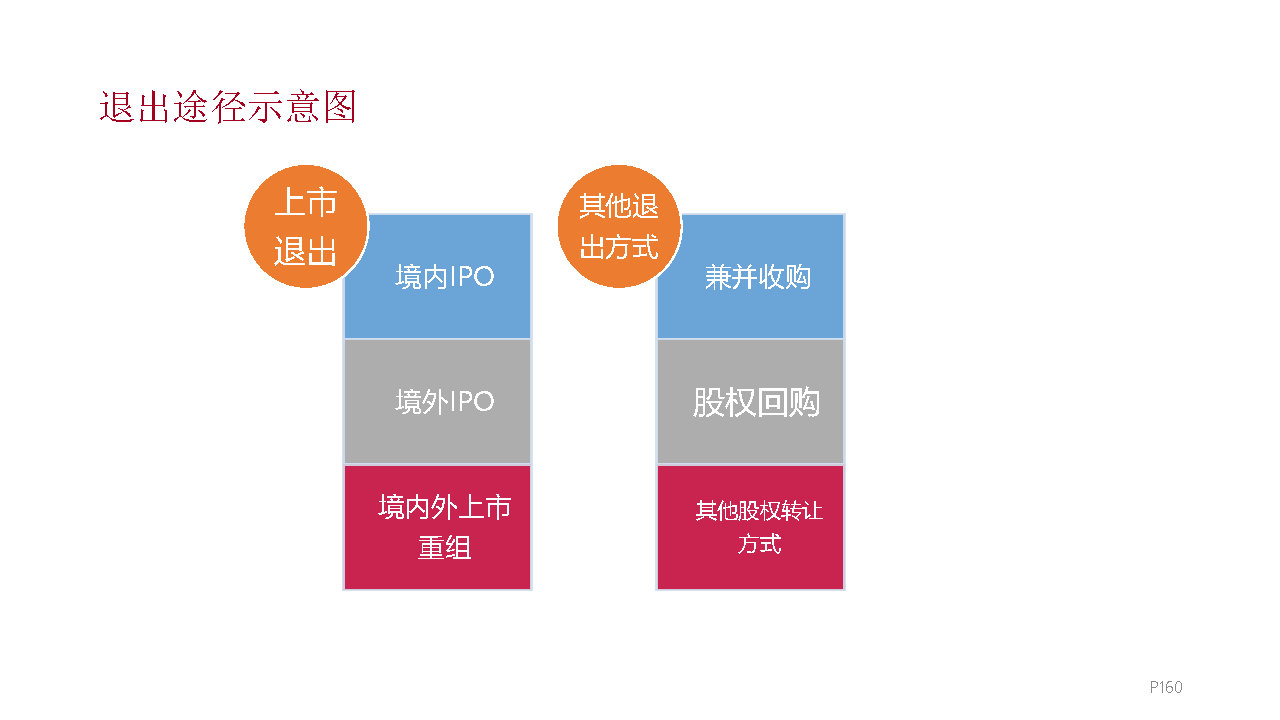 退出途径示意图
上市
退出
境内IPO
境外IPO
境内外上市
重组
其他退
出方式
兼并收购
股权回购
其他股权转让
方式
P160